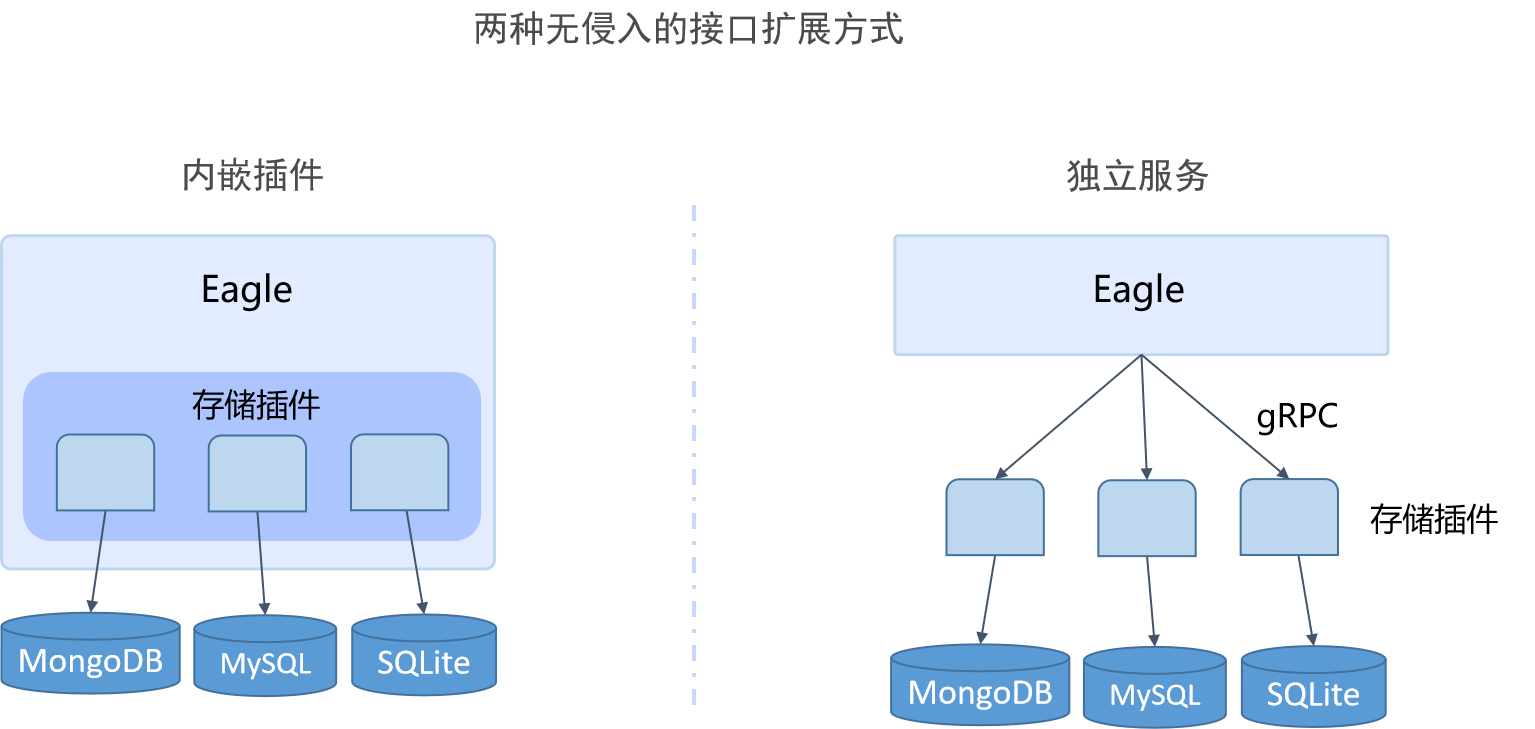 两种无侵入的接口扩展方式
内嵌插件
Eagle
存储插件
MongoDB
MySQL
SQLite
独立服务
Eagle
gRPC
存储插件
MongoDB
MySQL
SQLite